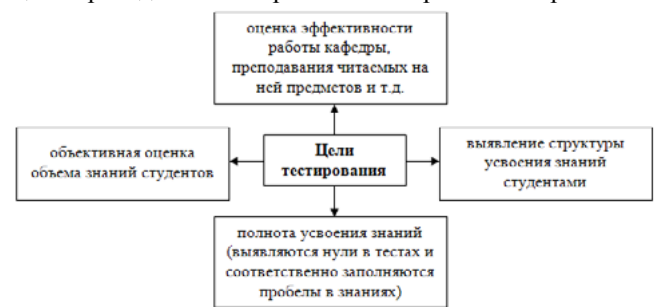 оценка эффективности
работы кафедры,
преподавания читаемых на
ней предметов и т.д.
объективная оценка
объема знаний студентов
Цели
тестирования
выявление структуры
усвоения знаний
студентами
полнота усвоения знаний
(выявляются нули в тестах и
соответственно заполняются
пробелы в знаниях)